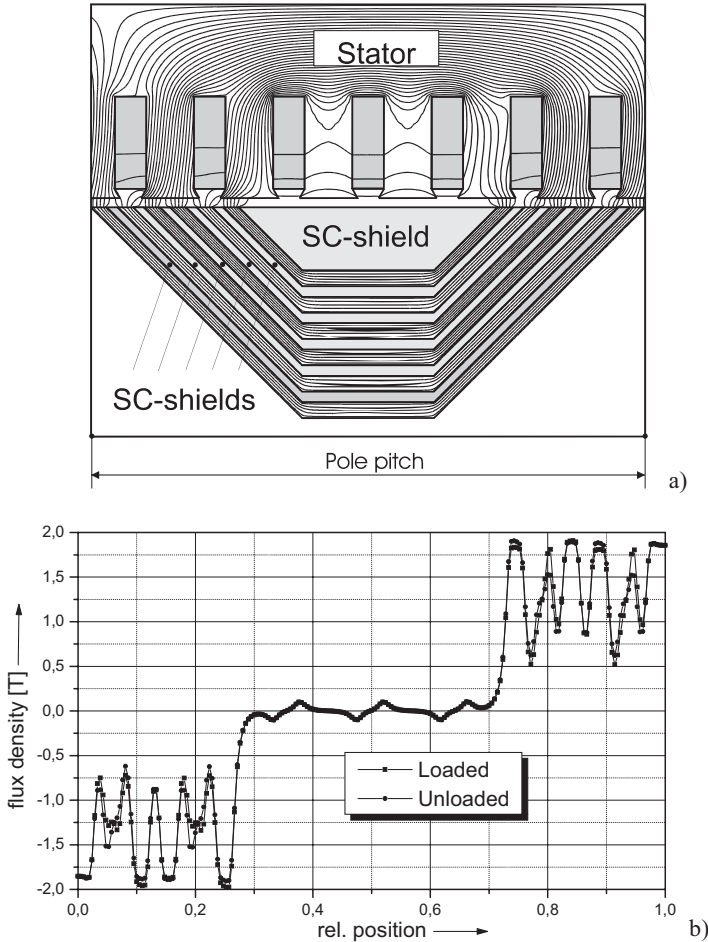 Stator
SC-shield
SC-shields
Pole pitch
a)
2,0
1,5
1,0
0,5
0,0
-0,5
-1,0
-1,5
-2,0
flux density [T]
Loaded
Unloaded
0,0 0,2 0,4 0,6 0,8 1,0
rel. position
b)